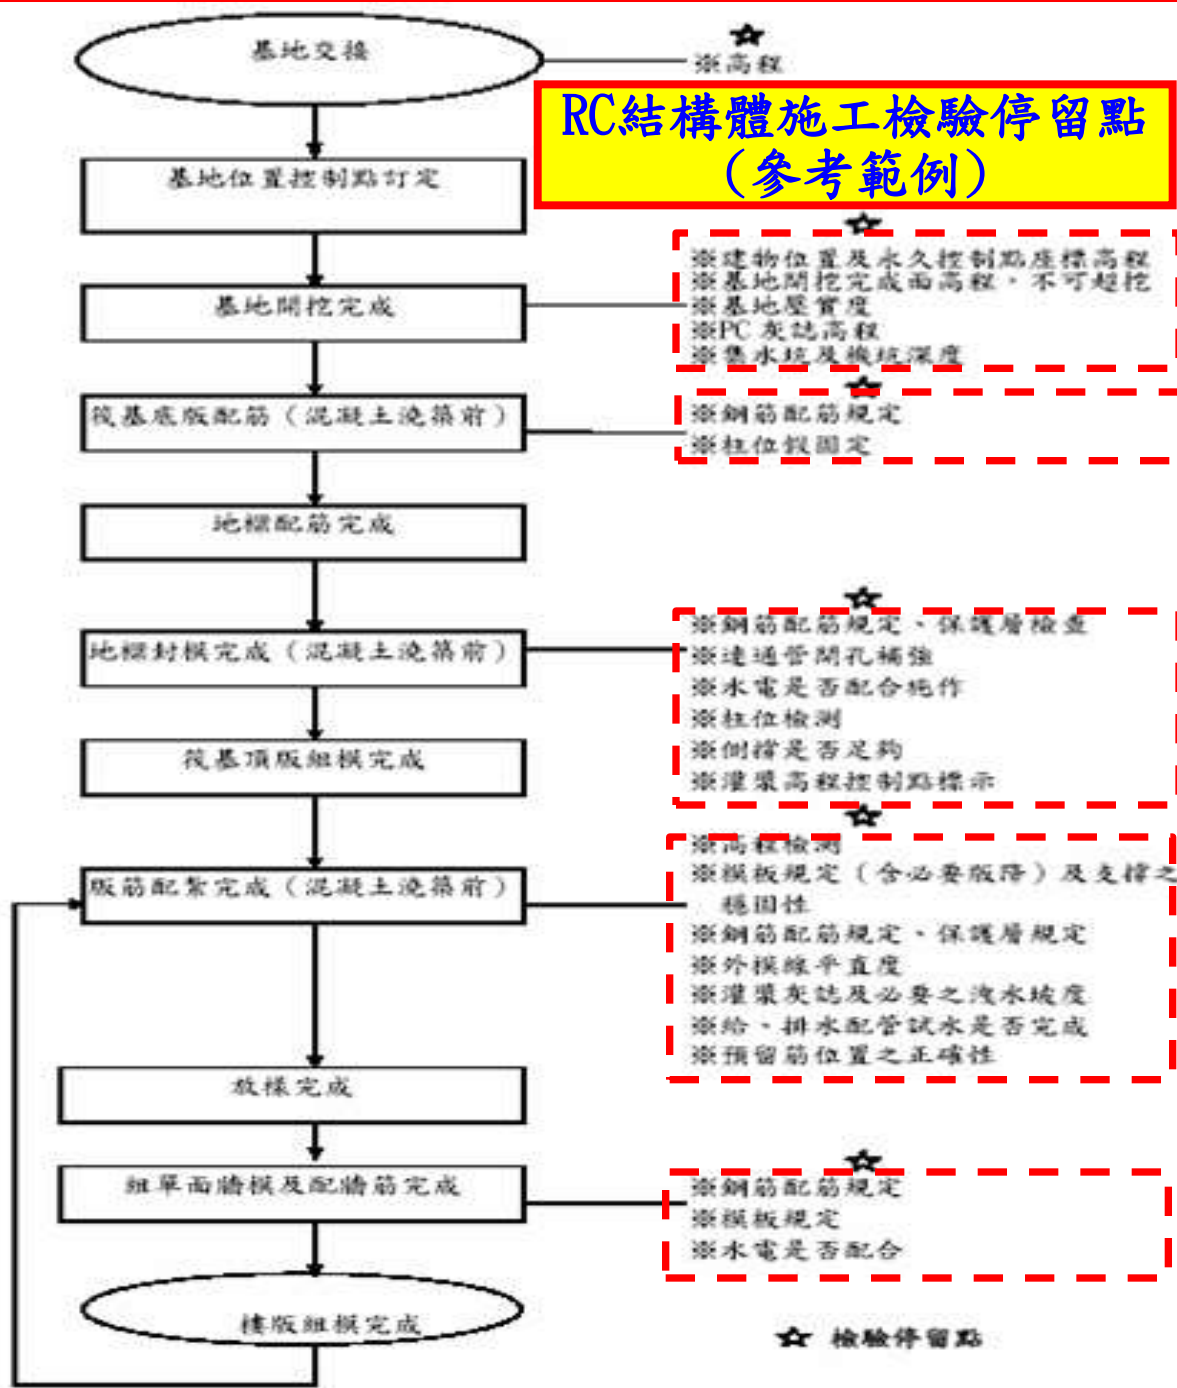 基地交接
※高程
RC結構體施工檢驗停留點
(參考範例)
基地位置控制點訂定
基地開挖完成
※建物位置及永久控制點座標高程
※基地開挖完成面高程，不可超挖
※基地壓實度
※PC 灰誌高程
※集水坑及機坑深度
筏基底版配筋（混凝土澆築前）
※鋼筋配筋規定
※柱位假固定
地樑配筋完成
地樑封模完成（混凝土澆築前）
※鋼筋配筋規定、保護層檢查
※連通管開孔補強
※水電是否配合施作
※柱位檢測
※側撐是否足夠
※灌漿高程控制點標示
筏基頂版組模完成
版筋配紮完成（混凝土澆築前）
※高程檢測
※模板規定（含必要版降）及支撐之
穩固性
※鋼筋配筋規定、保護層規定
※外模線平直度
※灌漿灰誌及必要之洩水坡度
※給、排水配管試水是否完成
※預留筋位置之正確性
放樣完成
組單面牆模及配牆筋完成
※鋼筋配筋規定
※模板規定
※水電是否配合
樓版組模完成
☆ 檢驗停留點